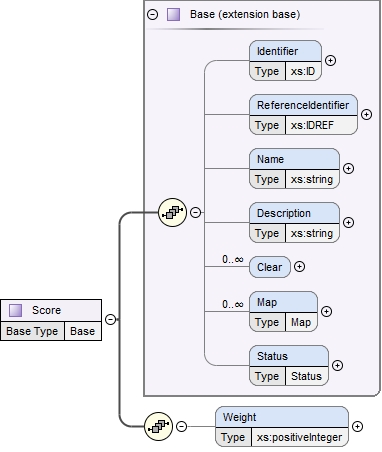 Base (extension base)
Identifier
Type xs:ID
ReferenceIdentifier
Type xs:IDREF
Name
Type xs:string
Description
Type xs:string
0..∞
Clear
0..∞
Map
Type Map
Status
Type Status
Score
Base Type Base
Weight
Type xs:positiveInteger